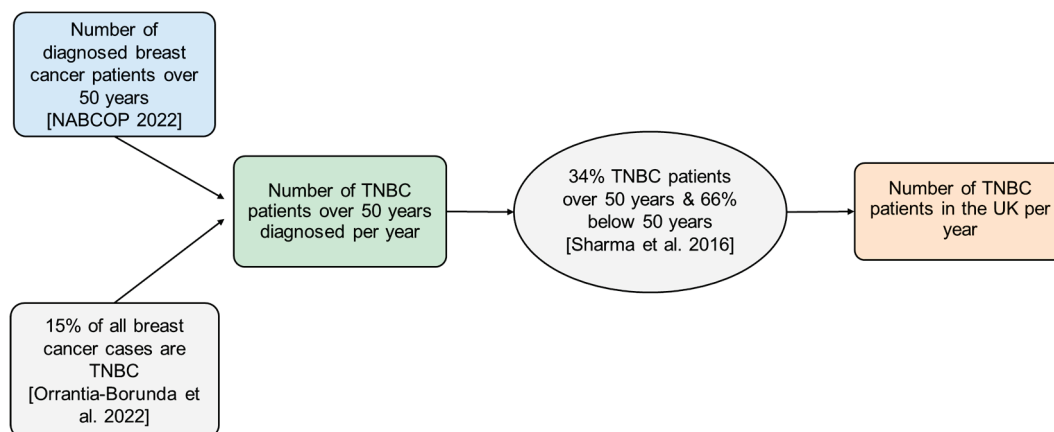 Number of
diagnosed breast
cancer patients over
50 years
[NABCOP 2022]
15% of all breast
cancer cases are
TNBC
[Orrantia-Borunda et
al. 2022]
Number of TNBC
patients over 50 years
diagnosed per year
34% TNBC patients
over 50 years & 66%
below 50 years
[Sharma et al. 2016]
Number of TNBC
patients in the UK per
year